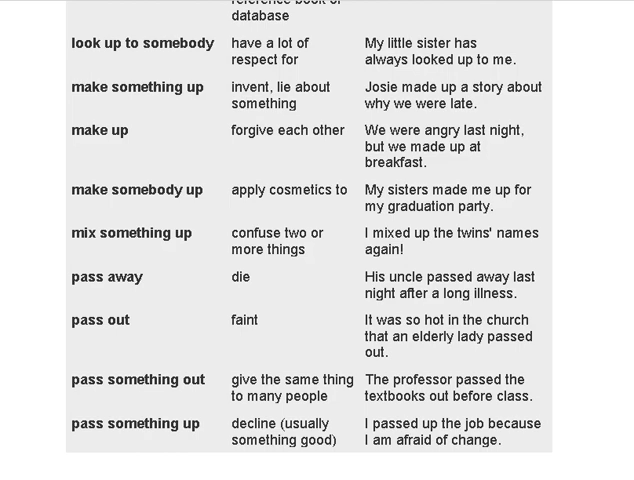 reference book or
database
look up to somebody have a lot of My little sister has
respect for always looked up to me.
make something up invent, lie about Josie made up a story about
something why we were late.
make up forgive each other We were angry last night,
but we made up at
breakfast.
make somebody up apply cosmetics to My sisters made me up for
my graduation party.
mix something up confuse two or I mixed up the twins' names
more things again!
pass away die His uncle passed away last
night after a long illness.
pass out faint It was so hot in the church
that an elderly lady passed
out.
pass something out give the same thing The professor passed the
to many people textbooks out before class.
pass something up decline (usually I passed up the job because
something good) I am afraid of change.